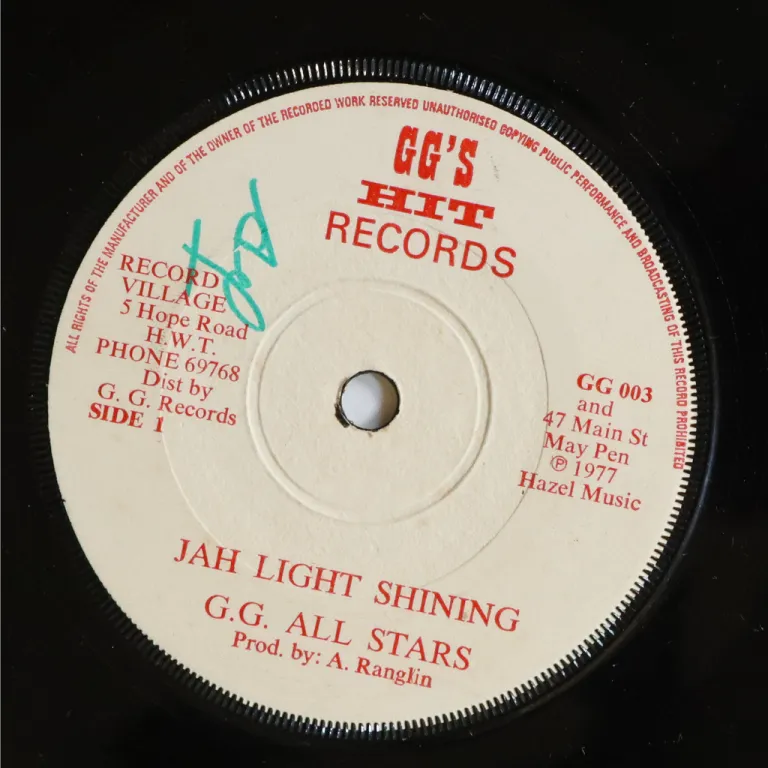 ALL RIGHTS OF THE MANUFACTURER AND OF THE OWNER OF THE RECORDED WORK RESERVED UNAUTHORISED COPYING PUBLIC PERFORMANCE AND BROADCASTING OF THIS RECORD PROHIBITED
GG'S
HIT
RECORDS
RECORD
VILLAGE
5 Hope Road
H.W.T.
PHONE 69768
Dist by
G. G. Records
SIDE 1
GG 003
and
47 Main St
May Pen
℗ 1977
Hazel Music
JAH LIGHT SHINING
G.G. ALL STARS
Prod. by: A. Ranglin